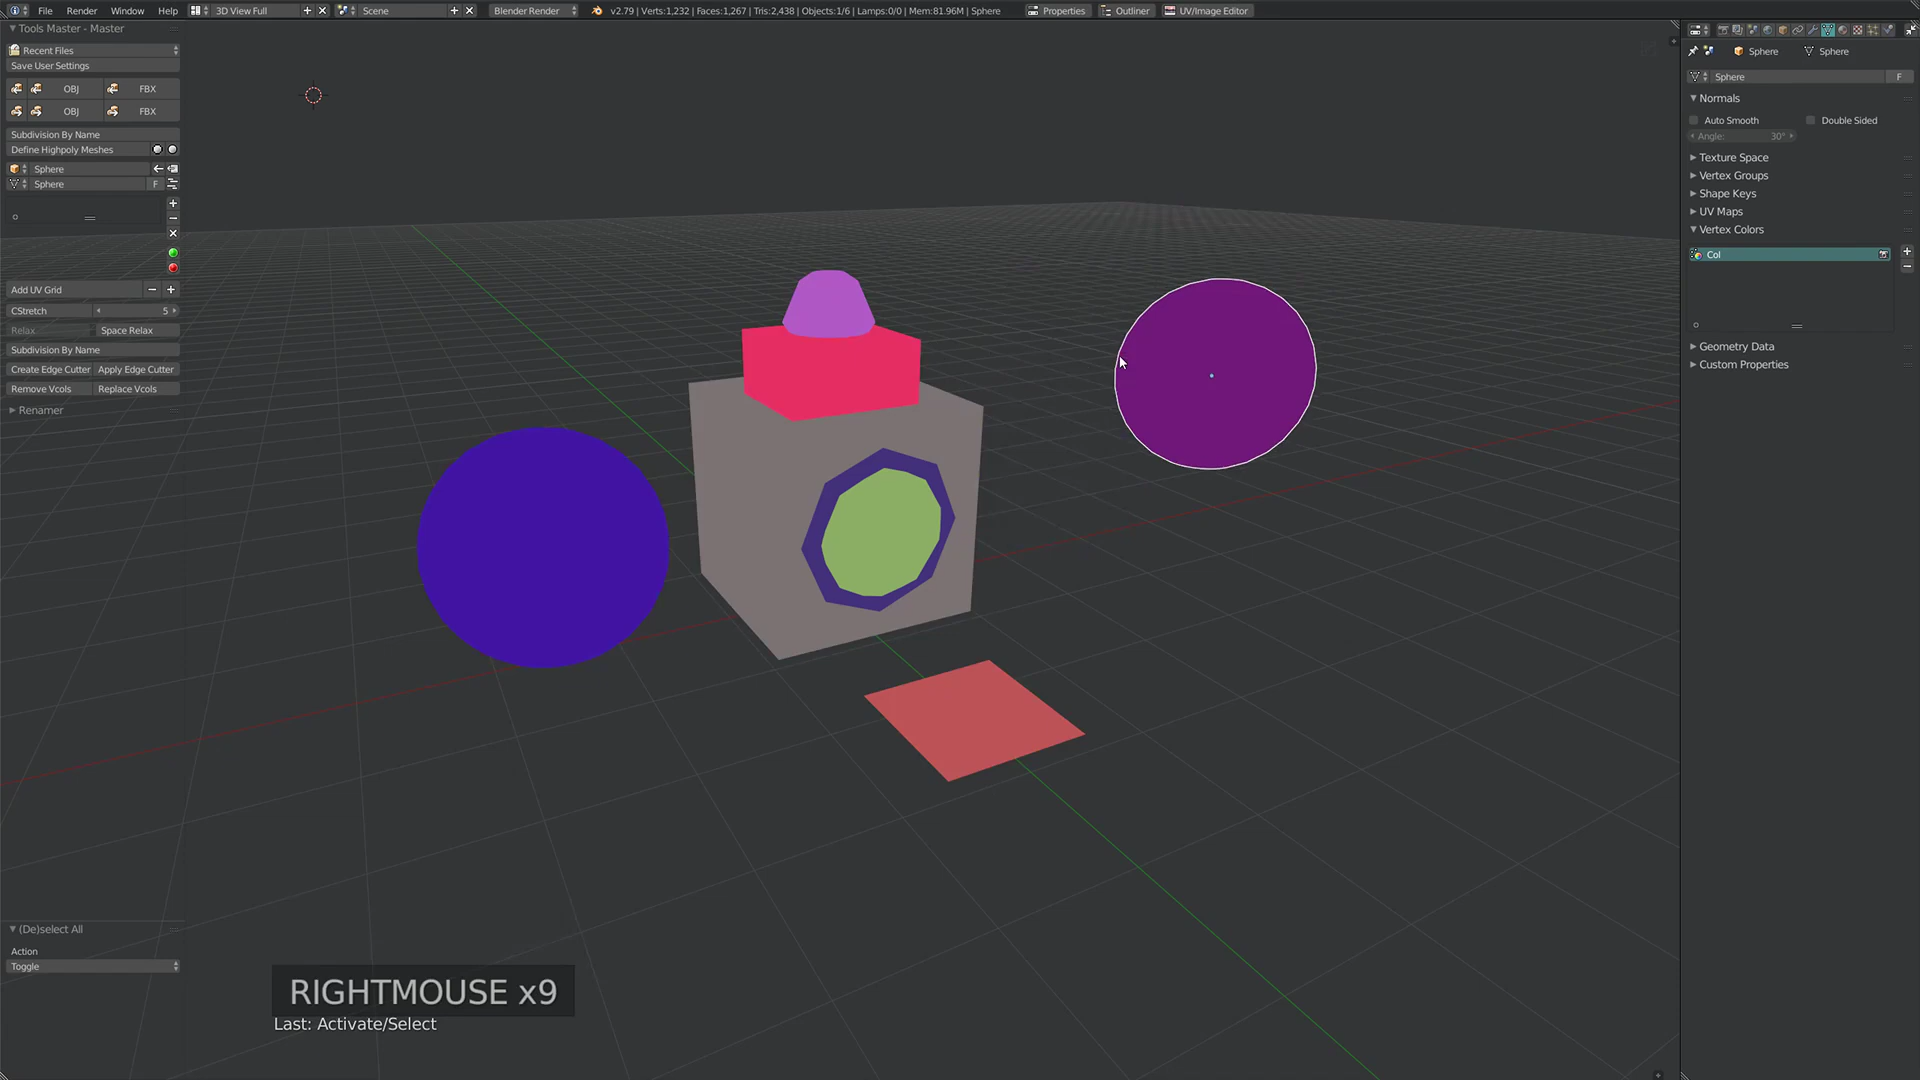 File Render Window Help 3D View Full Scene Blender Render v2.79 | Verts:1,232 | Faces:1,267 | Tris:2,438 | Objects:1/6 | Lamps:0/0 | Mem:81.96M | Sphere Properties Outliner UV/Image Editor
Tools Master - Master
Recent Files
Save User Settings
OBJ FBX
OBJ FBX
Subdivision By Name
Define Highpoly Meshes
Sphere
Sphere F
Add UV Grid
CStretch 5
Relax Space Relax
Subdivision By Name
Create Edge Cutter Apply Edge Cutter
Remove Vcols Replace Vcols
Renamer
(De)select All
Action
Toggle
RIGHTMOUSE x9
Last: Activate/Select
Sphere Sphere
Sphere F
Normals
Auto Smooth Double Sided
Angle: 30°
Texture Space
Vertex Groups
Shape Keys
UV Maps
Vertex Colors
Col
Geometry Data
Custom Properties